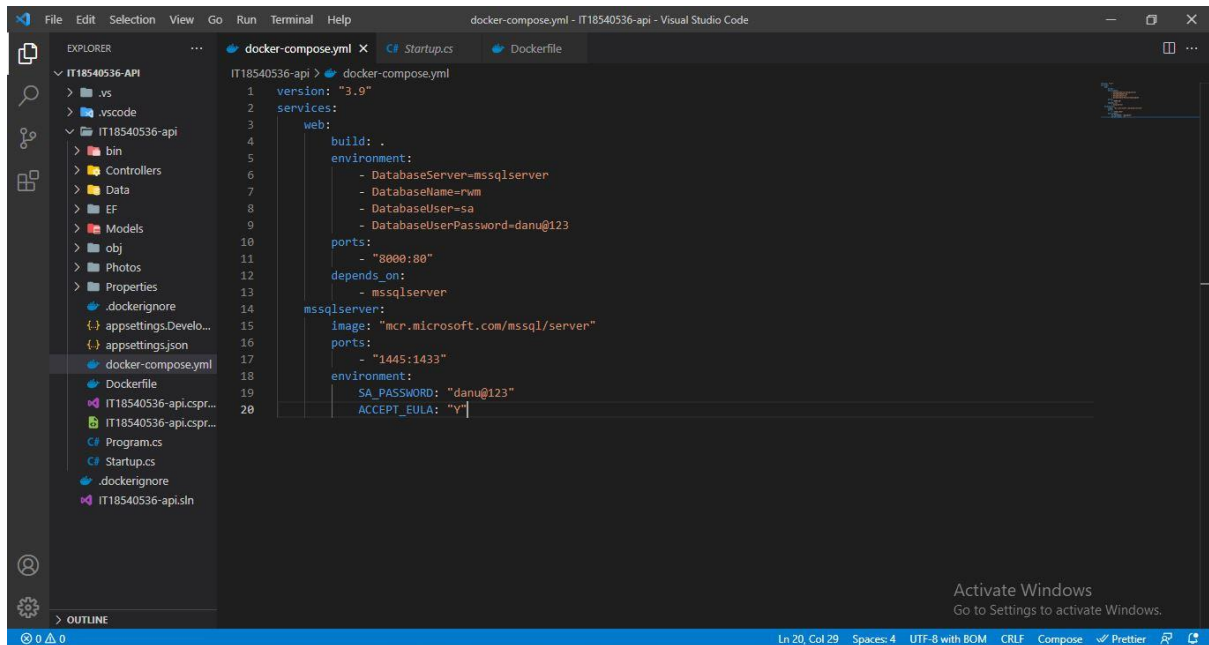 File Edit Selection View Go Run Terminal Help docker-compose.yml - IT18540536-api - Visual Studio Code
EXPLORER ...
docker-compose.yml × C# Startup.cs Dockerfile
IT18540536-API
.vs
.vscode
IT18540536-api
bin
Controllers
Data
EF
Models
obj
Photos
Properties
.dockerignore
{..} appsettings.Develo...
{..} appsettings.json
docker-compose.yml
Dockerfile
IT18540536-api.cspr...
IT18540536-api.cspr...
C# Program.cs
C# Startup.cs
.dockerignore
IT18540536-api.sln
> OUTLINE
IT18540536-api > docker-compose.yml
1 version: "3.9"
2 services:
3 web:
4 build: .
5 environment:
6 - DatabaseServer=mssqlserver
7 - DatabaseName=rwm
8 - DatabaseUser=sa
9 - DatabaseUserPassword=danu@123
10 ports:
11 - "8000:80"
12 depends_on:
13 - mssqlserver
14 mssqlserver:
15 image: "mcr.microsoft.com/mssql/server"
16 ports:
17 - "1445:1433"
18 environment:
19 SA_PASSWORD: "danu@123"
20 ACCEPT_EULA: "Y"
Activate Windows
Go to Settings to activate Windows.
0 0 Ln 20, Col 29 Spaces: 4 UTF-8 with BOM CRLF Compose Prettier